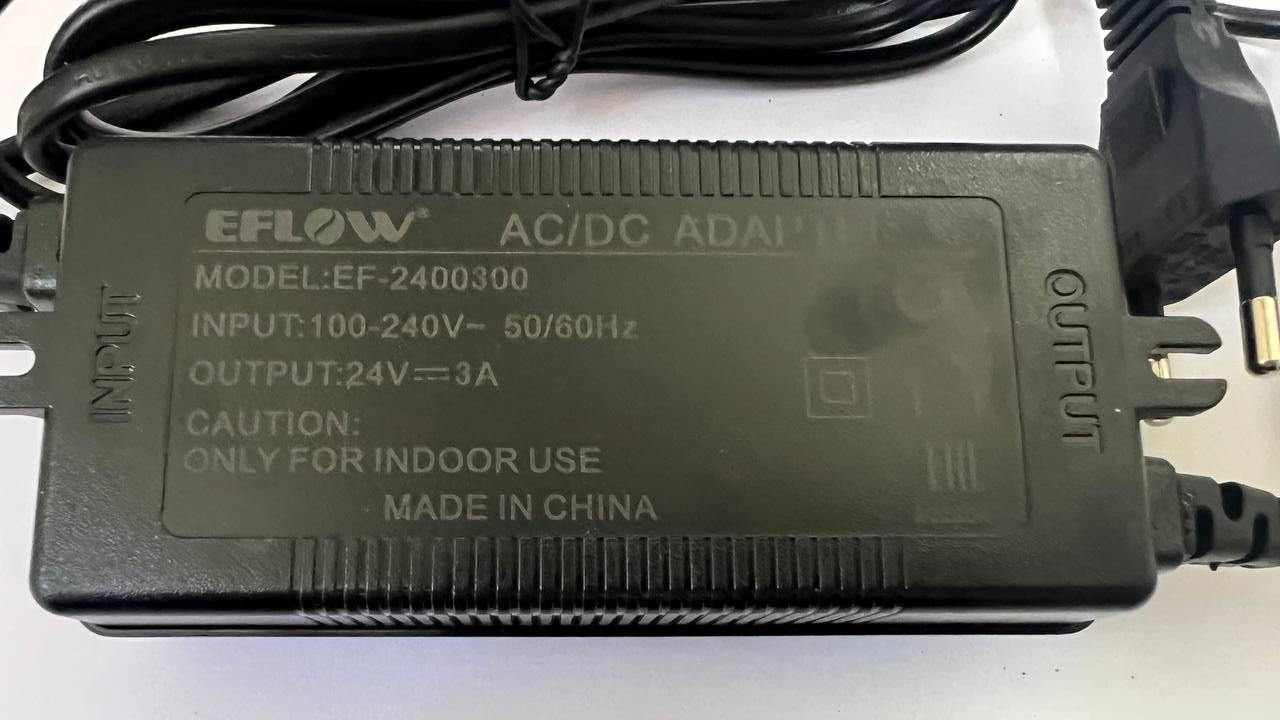 EFLOW® AC/DC ADAPTER
MODEL:EF-2400300
INPUT:100-240V~ 50/60Hz
OUTPUT:24V⎓3A
CAUTION:
ONLY FOR INDOOR USE
MADE IN CHINA
INPUT
OUTPUT